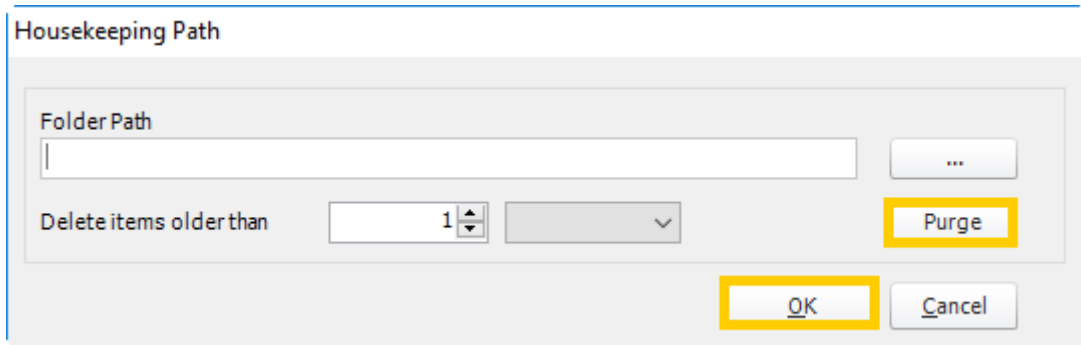 Housekeeping Path
Folder Path
...
Delete items older than 1 Purge
OK Cancel